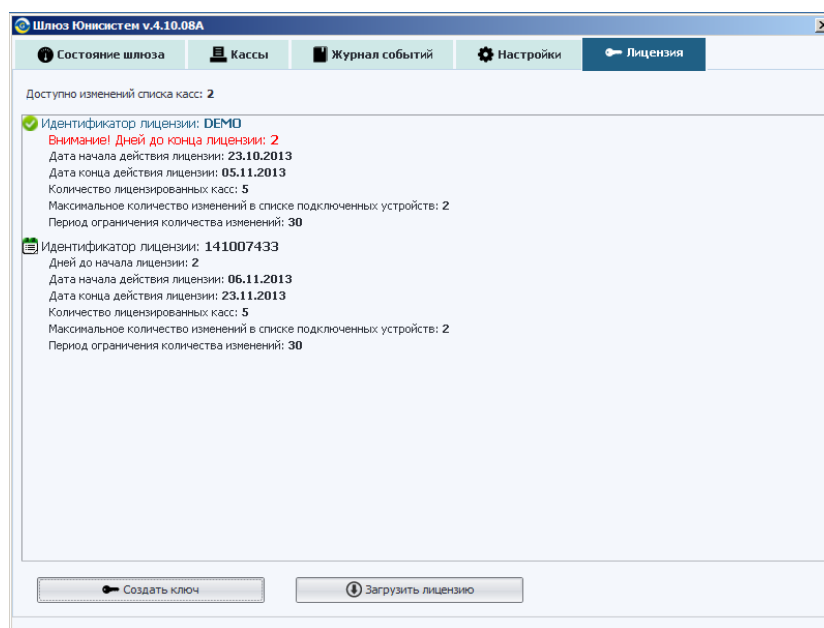 Шлюз Юнисистем v.4.10.08A
Состояние шлюза Кассы Журнал событий Настройки Лицензия
Доступно изменений списка касс: 2
Идентификатор лицензии: DEMO
Внимание! Дней до конца лицензии: 2
Дата начала действия лицензии: 23.10.2013
Дата конца действия лицензии: 05.11.2013
Количество лицензированных касс: 5
Максимальное количество изменений в списке подключенных устройств: 2
Период ограничения количества изменений: 30
Идентификатор лицензии: 141007433
Дней до начала лицензии: 2
Дата начала действия лицензии: 06.11.2013
Дата конца действия лицензии: 23.11.2013
Количество лицензированных касс: 5
Максимальное количество изменений в списке подключенных устройств: 2
Период ограничения количества изменений: 30
Создать ключ Загрузить лицензию